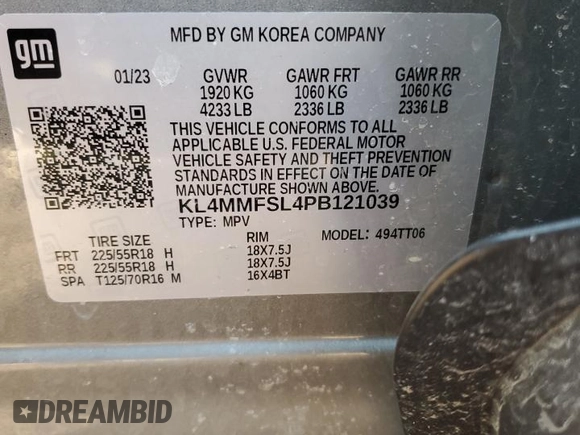 gm
MFD BY GM KOREA COMPANY
01/23 GVWR GAWR FRT GAWR RR
1920 KG 1060 KG 1060 KG
4233 LB 2336 LB 2336 LB
THIS VEHICLE CONFORMS TO ALL
APPLICABLE U.S. FEDERAL MOTOR
VEHICLE SAFETY AND THEFT PREVENTION
STANDARDS IN EFFECT ON THE DATE OF
MANUFACTURE SHOWN ABOVE.
KL4MMFSL4PB121039
TYPE: MPV
TIRE SIZE RIM MODEL: 494TT06
FRT 225/55R18 H 18X7.5J
RR 225/55R18 H 18X7.5J
SPA T125/70R16 M 16X4BT
DREAMBID